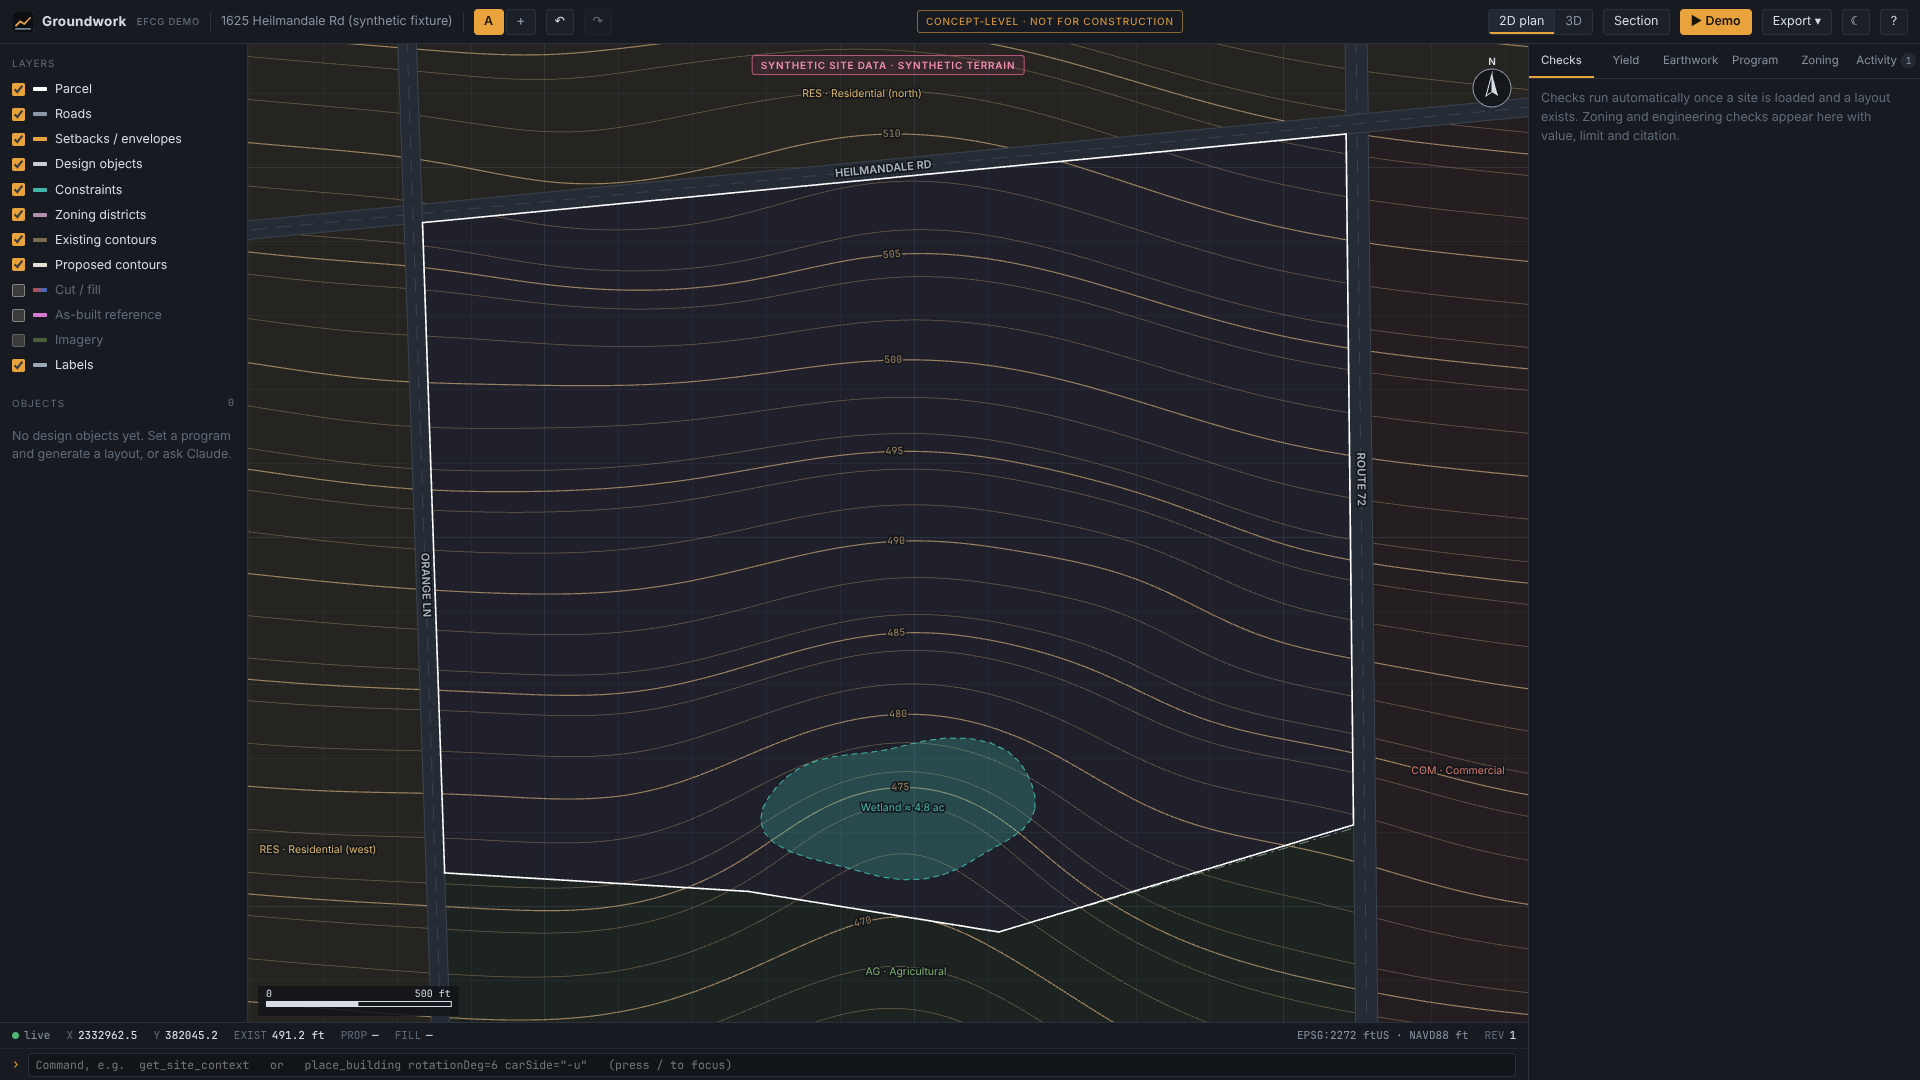 Groundwork EFCG DEMO 1625 Heilmandale Rd (synthetic fixture) A + ↶ ↷ CONCEPT-LEVEL · NOT FOR CONSTRUCTION 2D plan 3D Section ▶ Demo Export ▾ ☾ ?
LAYERS
Parcel
Roads
Setbacks / envelopes
Design objects
Constraints
Zoning districts
Existing contours
Proposed contours
Cut / fill
As-built reference
Imagery
Labels
OBJECTS 0
No design objects yet. Set a program
and generate a layout, or ask Claude.
SYNTHETIC SITE DATA · SYNTHETIC TERRAIN
N
RES · Residential (north)
510
HEILMANDALE RD
505
500
495
ROUTE 72
490
ORANGE LN
485
480
COM · Commercial
475
Wetland ≈ 4.8 ac
RES · Residential (west)
470
AG · Agricultural
0 500 ft
Checks Yield Earthwork Program Zoning Activity 1
Checks run automatically once a site is loaded and a layout
exists. Zoning and engineering checks appear here with
value, limit and citation.
live X 2332962.5 Y 382045.2 EXIST 491.2 ft PROP — FILL — EPSG:2272 ftUS · NAVD88 ft REV 1
› Command, e.g. get_site_context or place_building rotationDeg=6 carSide="-u" (press / to focus)